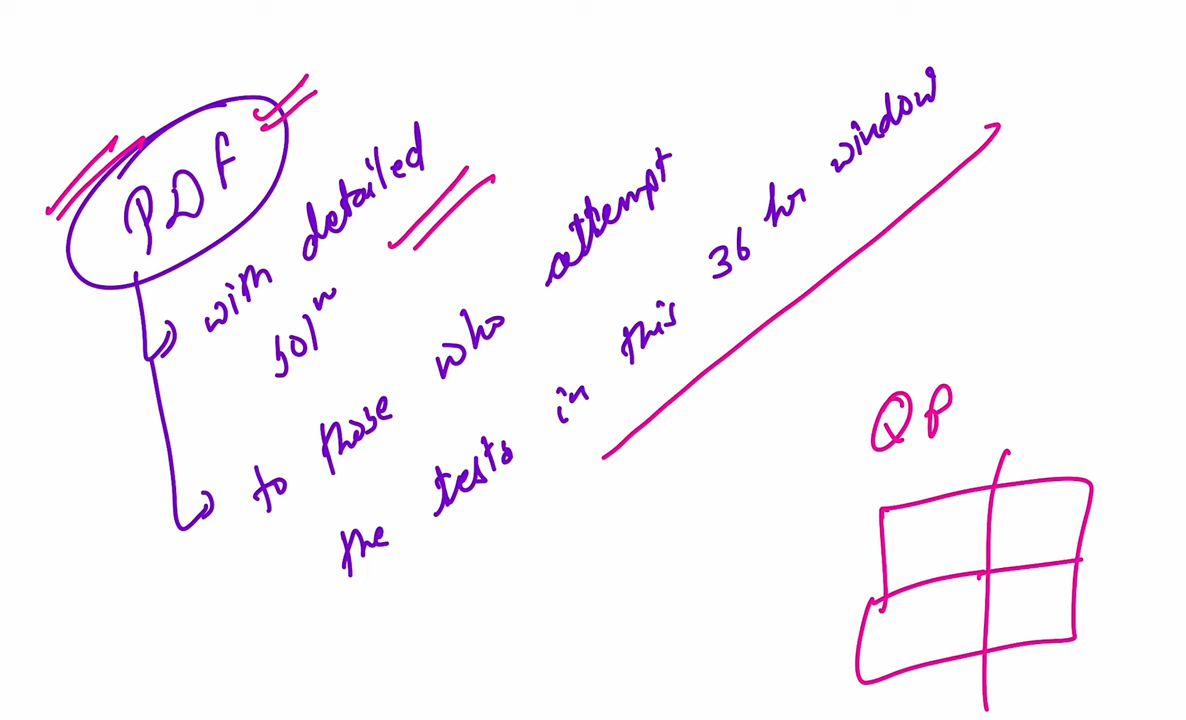 PDF
with detailed
solⁿ
to those who attempt
the tests in this 36 hr window
QP